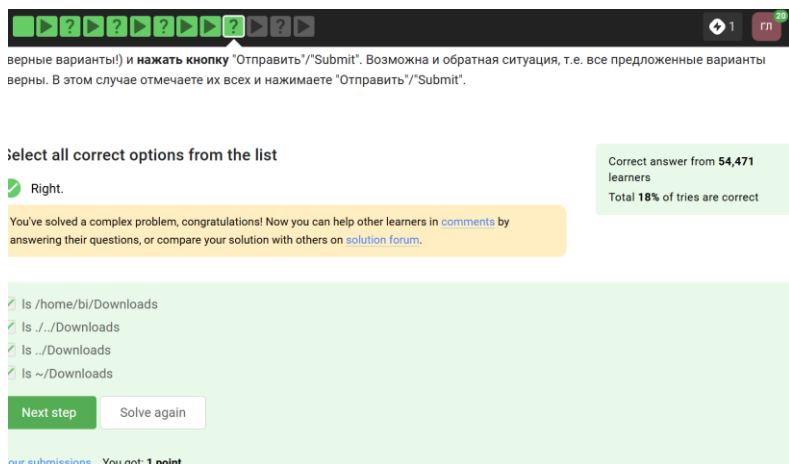 ? ? ? ? ?
1 ГЛ 20
верные варианты!) и нажать кнопку "Отправить"/"Submit". Возможна и обратная ситуация, т.е. все предложенные варианты
верны. В этом случае отмечаете их всех и нажимаете "Отправить"/"Submit".
Select all correct options from the list
Right.
You've solved a complex problem, congratulations! Now you can help other learners in comments by
answering their questions, or compare your solution with others on solution forum.
Correct answer from 54,471
learners
Total 18% of tries are correct
ls /home/bi/Downloads
ls ./../Downloads
ls ../Downloads
ls ~/Downloads
Next step Solve again
our submissions You got: 1 point